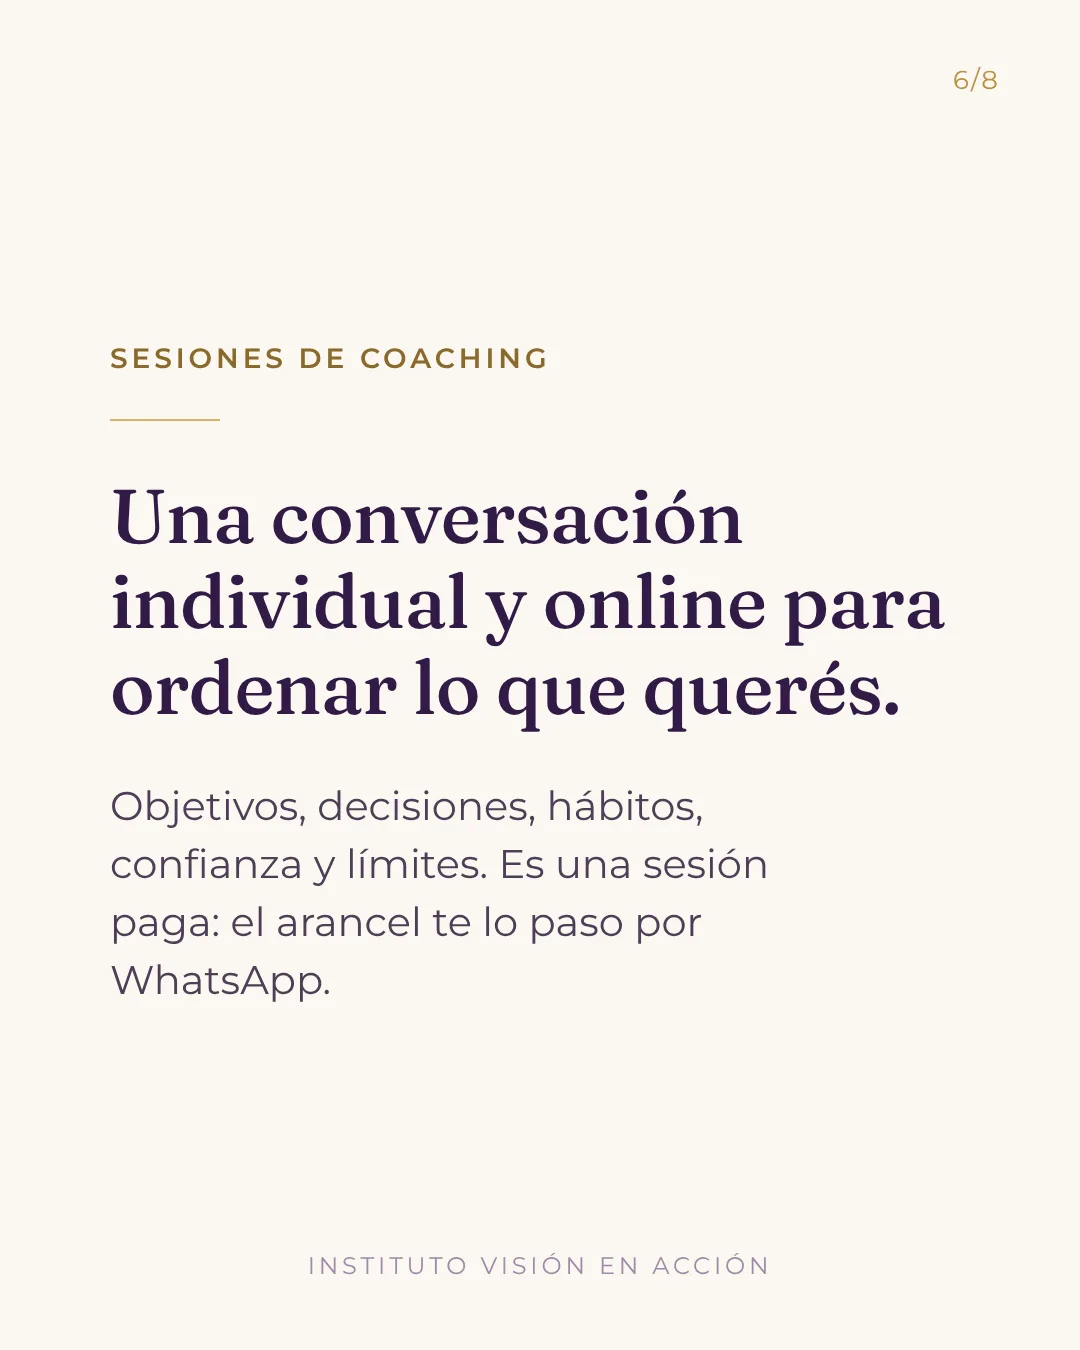 6/8
SESIONES DE COACHING
Una conversación
individual y online para
ordenar lo que querés.
Objetivos, decisiones, hábitos,
confianza y límites. Es una sesión
paga: el arancel te lo paso por
WhatsApp.
INSTITUTO VISIÓN EN ACCIÓN